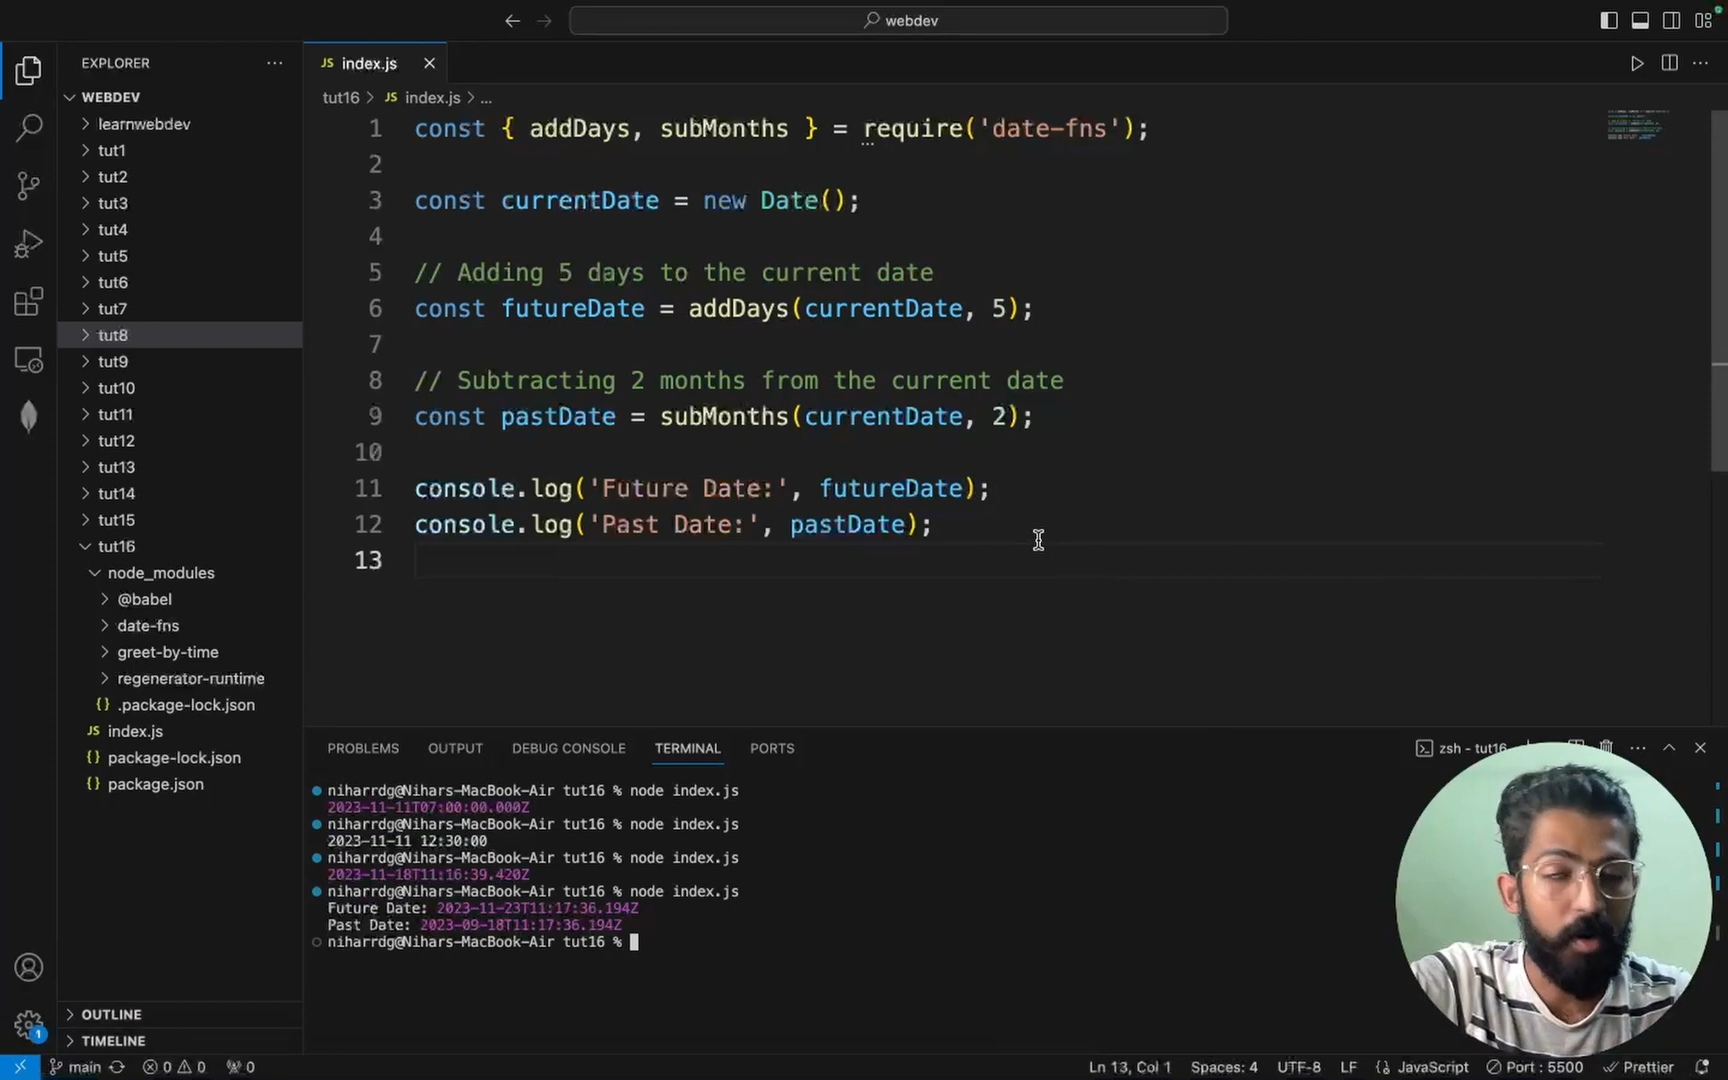 webdev
EXPLORER
WEBDEV
learnwebdev
tut1
tut2
tut3
tut4
tut5
tut6
tut7
tut8
tut9
tut10
tut11
tut12
tut13
tut14
tut15
tut16
node_modules
@babel
date-fns
greet-by-time
regenerator-runtime
{} .package-lock.json
JS index.js
{} package-lock.json
{} package.json
OUTLINE
TIMELINE
JS index.js
tut16 > JS index.js > ...
1 const { addDays, subMonths } = require('date-fns');
2
3 const currentDate = new Date();
4
5 // Adding 5 days to the current date
6 const futureDate = addDays(currentDate, 5);
7
8 // Subtracting 2 months from the current date
9 const pastDate = subMonths(currentDate, 2);
10
11 console.log('Future Date:', futureDate);
12 console.log('Past Date:', pastDate);
13
PROBLEMS OUTPUT DEBUG CONSOLE TERMINAL PORTS
zsh - tut16
niharrdg@Nihars-MacBook-Air tut16 % node index.js
2023-11-11T07:00:00.000Z
niharrdg@Nihars-MacBook-Air tut16 % node index.js
2023-11-11 12:30:00
niharrdg@Nihars-MacBook-Air tut16 % node index.js
2023-11-18T11:16:39.420Z
niharrdg@Nihars-MacBook-Air tut16 % node index.js
Future Date: 2023-11-23T11:17:36.194Z
Past Date: 2023-09-18T11:17:36.194Z
niharrdg@Nihars-MacBook-Air tut16 %
1
main 0 0 0 Ln 13, Col 1 Spaces: 4 UTF-8 LF {} JavaScript Port : 5500 Prettier